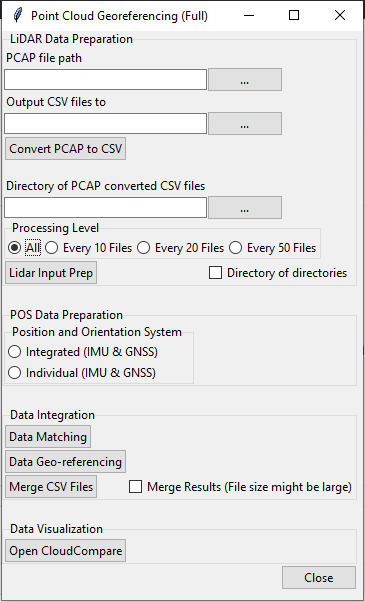 Point Cloud Georeferencing (Full)
LiDAR Data Preparation
PCAP file path
...
Output CSV files to
...
Convert PCAP to CSV
Directory of PCAP converted CSV files
...
Processing Level
All Every 10 Files Every 20 Files Every 50 Files
Lidar Input Prep Directory of directories
POS Data Preparation
Position and Orientation System
Integrated (IMU & GNSS)
Individual (IMU & GNSS)
Data Integration
Data Matching
Data Geo-referencing
Merge CSV Files Merge Results (File size might be large)
Data Visualization
Open CloudCompare
Close